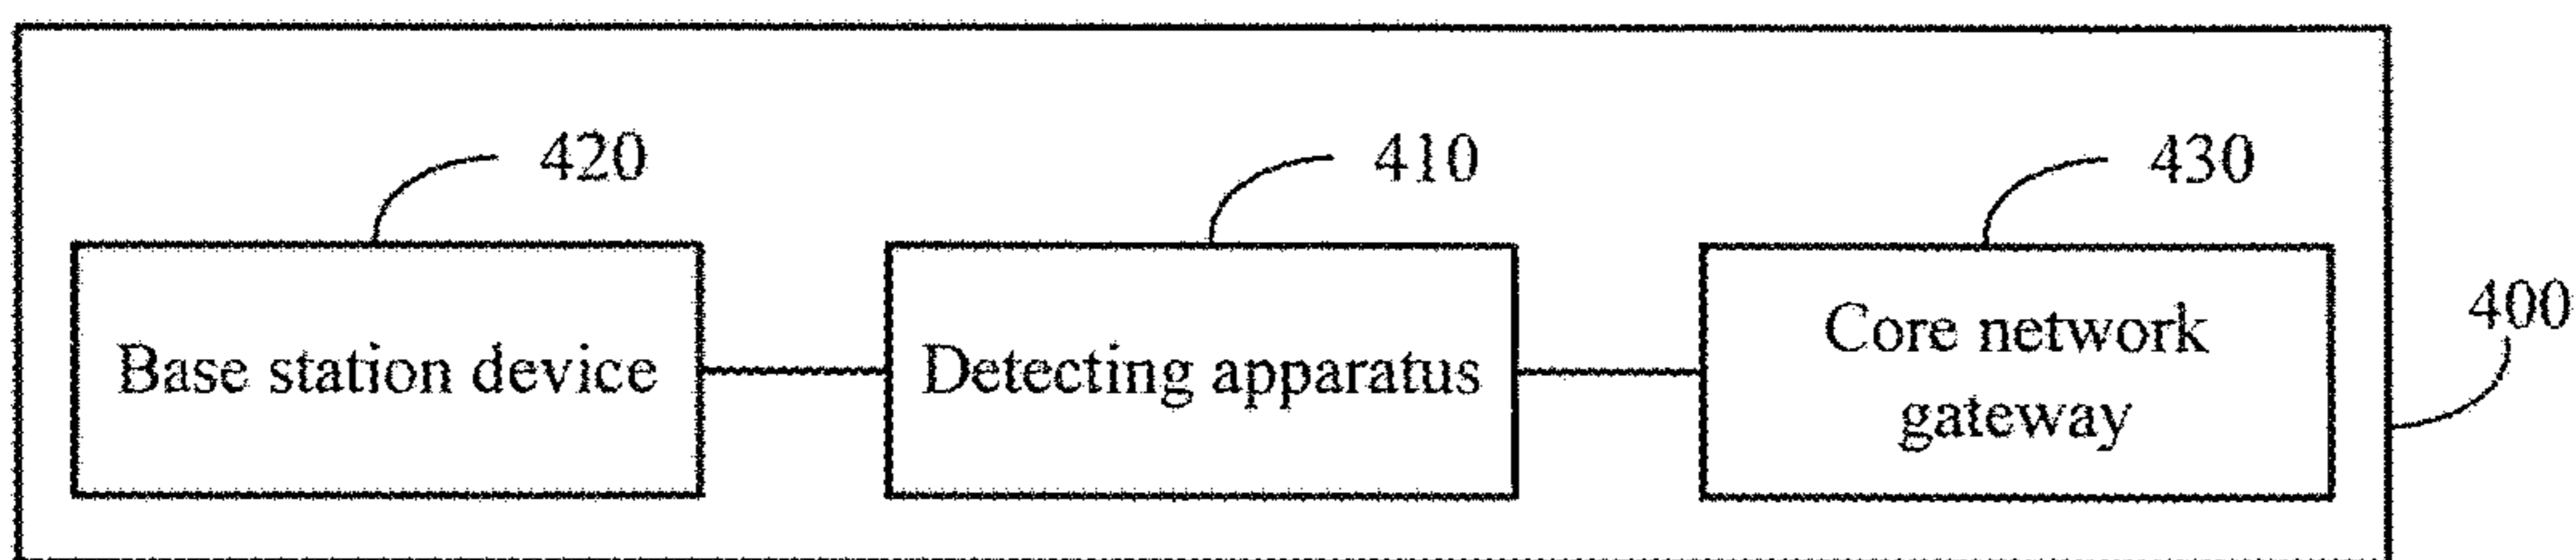 420
410
430
400
Base station device
Detecting apparatus
Core network
gateway